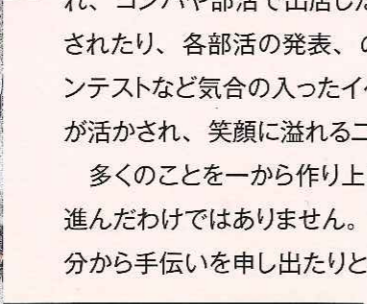 れ、コンパや部活で出店した
されたり、各部活の発表、の
ンテストなど気合の入ったイベ
が活かされ、笑顔に溢れる二
多くのことを一から作り上
進んだわけではありません。
分から手伝いを申し出たりと